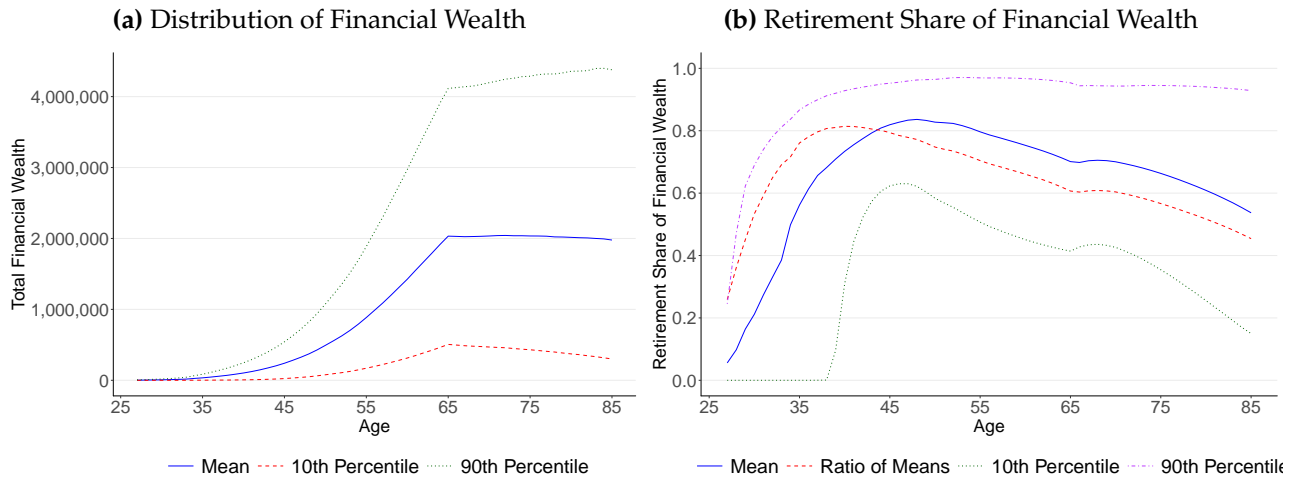 (a) Distribution of Financial Wealth
Total Financial Wealth
4,000,000
3,000,000
2,000,000
1,000,000
0
25 35 45 55 65 75 85
Age
Mean 10th Percentile 90th Percentile
(b) Retirement Share of Financial Wealth
Retirement Share of Financial Wealth
1.0
0.8
0.6
0.4
0.2
0.0
25 35 45 55 65 75 85
Age
Mean Ratio of Means 10th Percentile 90th Percentile